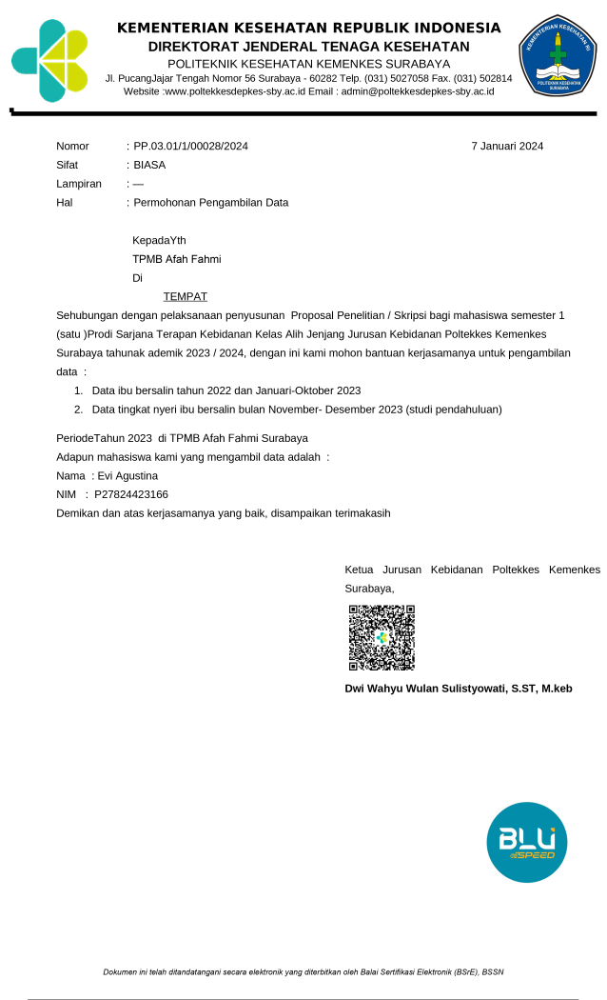 KEMENTERIAN KESEHATAN REPUBLIK INDONESIA
DIREKTORAT JENDERAL TENAGA KESEHATAN
POLITEKNIK KESEHATAN KEMENKES SURABAYA
Jl. PucangJajar Tengah Nomor 56 Surabaya - 60282 Telp. (031) 5027058 Fax. (031) 502814
Website :www.poltekkesdepkes-sby.ac.id Email : admin@poltekkesdepkes-sby.ac.id
KEMENTERIAN KESEHATAN RI
POLITEKNIK KESEHATAN
SURABAYA
Nomor : PP.03.01/1/00028/2024 7 Januari 2024
Sifat : BIASA
Lampiran : —
Hal : Permohonan Pengambilan Data
KepadaYth
TPMB Afah Fahmi
Di
TEMPAT
Sehubungan dengan pelaksanaan penyusunan Proposal Penelitian / Skripsi bagi mahasiswa semester 1
(satu )Prodi Sarjana Terapan Kebidanan Kelas Alih Jenjang Jurusan Kebidanan Poltekkes Kemenkes
Surabaya tahunak ademik 2023 / 2024, dengan ini kami mohon bantuan kerjasamanya untuk pengambilan
data :
1. Data ibu bersalin tahun 2022 dan Januari-Oktober 2023
2. Data tingkat nyeri ibu bersalin bulan November- Desember 2023 (studi pendahuluan)
PeriodeTahun 2023 di TPMB Afah Fahmi Surabaya
Adapun mahasiswa kami yang mengambil data adalah :
Nama : Evi Agustina
NIM : P27824423166
Demikan dan atas kerjasamanya yang baik, disampaikan terimakasih
Ketua Jurusan Kebidanan Poltekkes Kemenkes
Surabaya,
Dwi Wahyu Wulan Sulistyowati, S.ST, M.keb
BLU
@SPEED
Dokumen ini telah ditandatangani secara elektronik yang diterbitkan oleh Balai Sertifikasi Elektronik (BSrE), BSSN